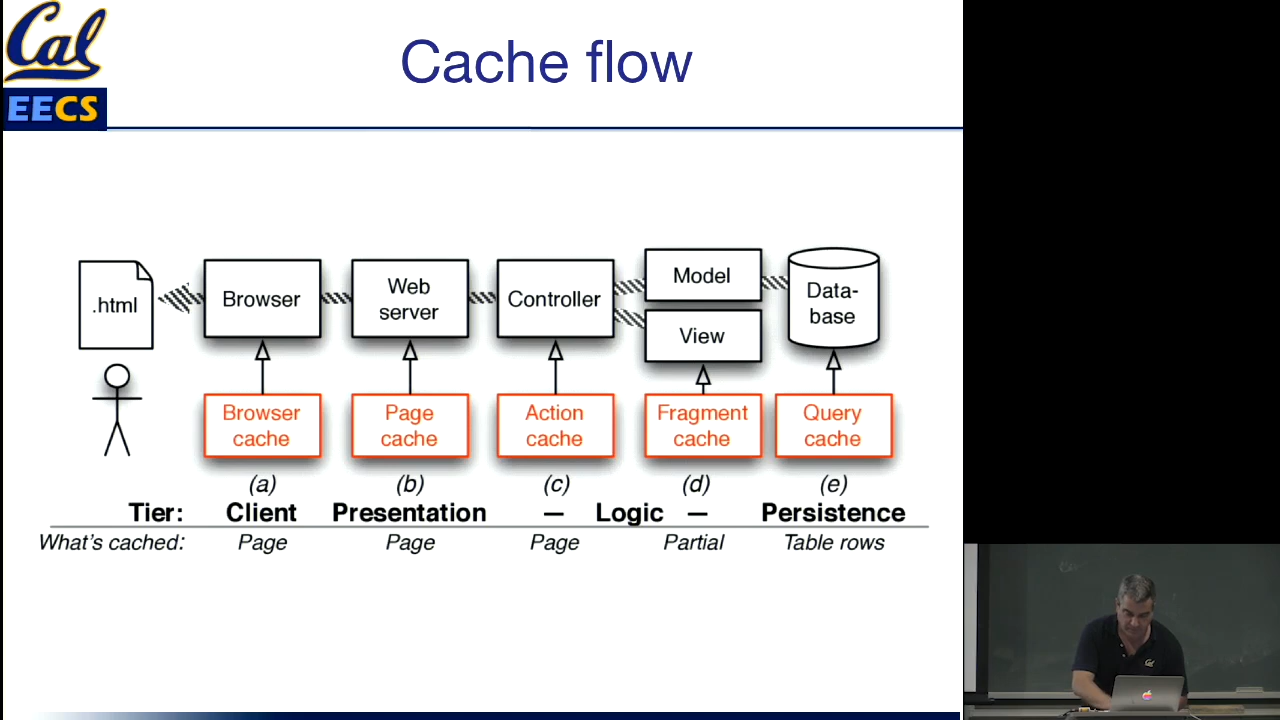 Cal
EECS
Cache flow
.html
Browser
Web
server
Controller
Model
View
Data-
base
Browser
cache
Page
cache
Action
cache
Fragment
cache
Query
cache
(a)
(b)
(c)
(d)
(e)
Tier: Client Presentation — Logic — Persistence
What's cached: Page Page Page Partial Table rows
Cal